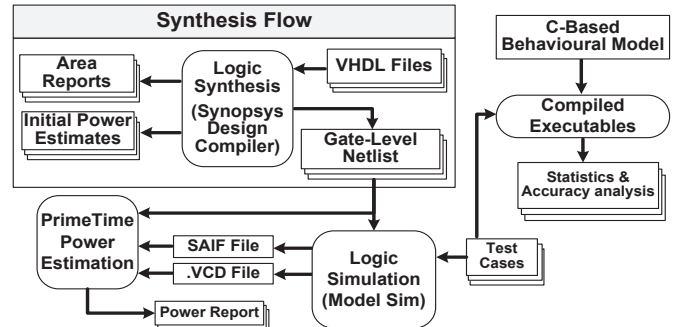 Synthesis Flow
Area
Reports
Initial Power
Estimates
Logic
Synthesis
(Synopsys
Design
Compiler)
VHDL Files
Gate-Level
Netlist
C-Based
Behavioural Model
Compiled
Executables
Statistics &
Accuracy analysis
PrimeTime
Power
Estimation
SAIF File
.VCD File
Logic
Simulation
(Model Sim)
Test
Cases
Power Report